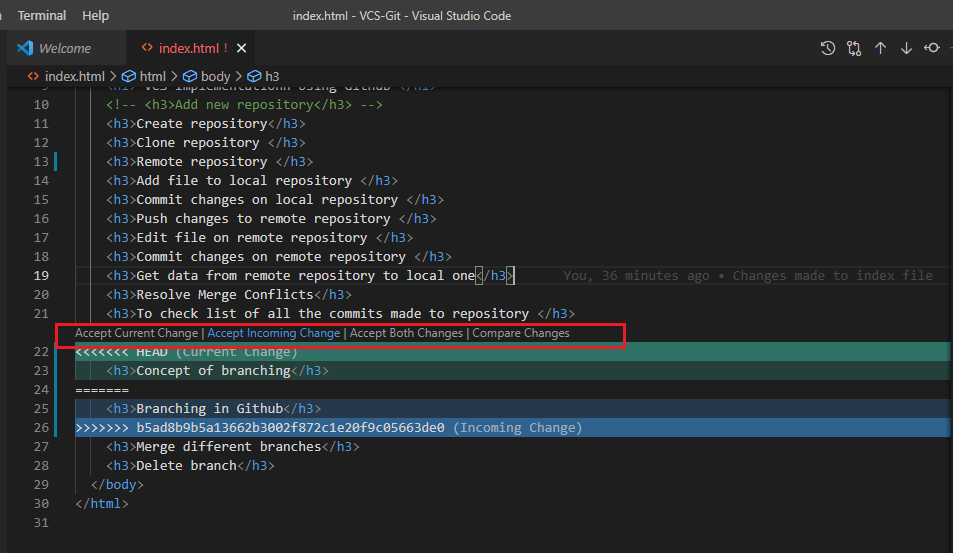 Terminal Help index.html - VCS-Git - Visual Studio Code
Welcome <> index.html !
<> index.html > html > body > h3
10 <!-- <h3>Add new repository</h3> -->
11 <h3>Create repository</h3>
12 <h3>Clone repository </h3>
13 <h3>Remote repository </h3>
14 <h3>Add file to local repository </h3>
15 <h3>Commit changes on local repository </h3>
16 <h3>Push changes to remote repository </h3>
17 <h3>Edit file on remote repository </h3>
18 <h3>Commit changes on remote repository </h3>
19 <h3>Get data from remote repository to local one</h3> You, 36 minutes ago • Changes made to index file
20 <h3>Resolve Merge Conflicts</h3>
21 <h3>To check list of all the commits made to repository </h3>
Accept Current Change | Accept Incoming Change | Accept Both Changes | Compare Changes
22 <<<<<<< HEAD (Current Change)
23 <h3>Concept of branching</h3>
24 =======
25 <h3>Branching in Github</h3>
26 >>>>>>> b5ad8b9b5a13662b3002f872c1e20f9c05663de0 (Incoming Change)
27 <h3>Merge different branches</h3>
28 <h3>Delete branch</h3>
29 </body>
30 </html>
31